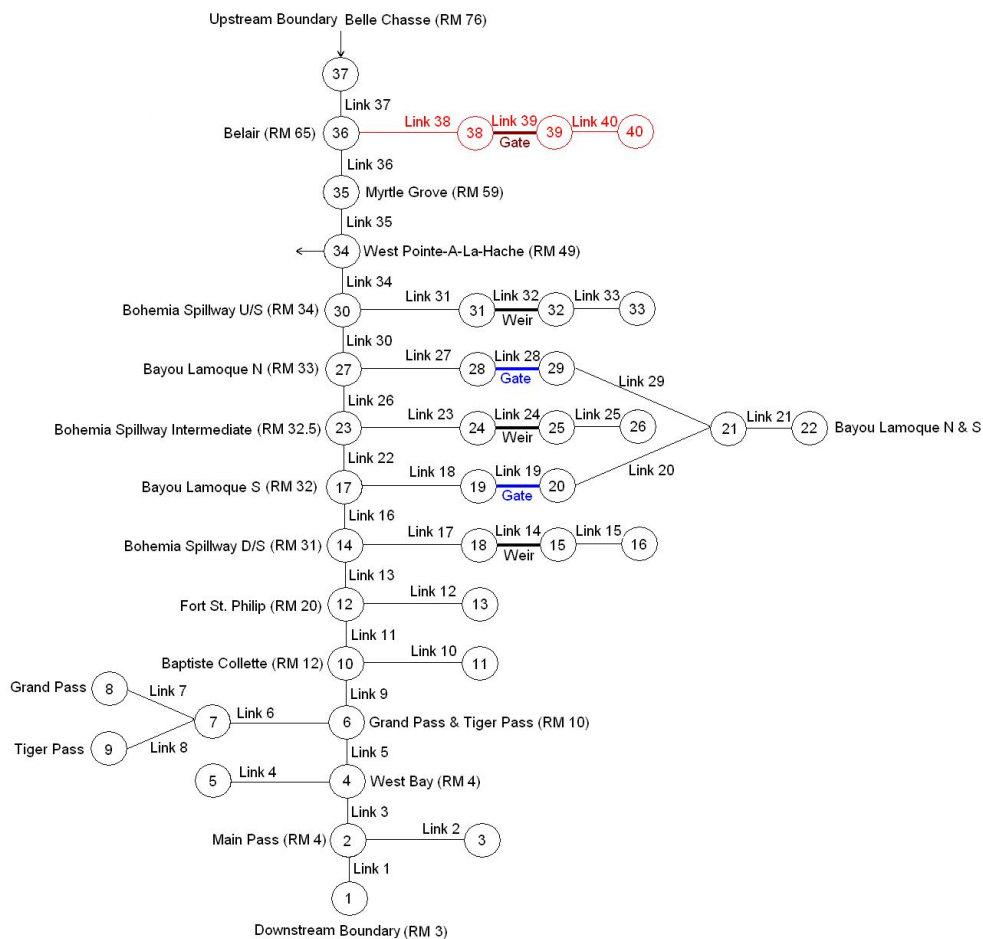 Upstream Boundary Belle Chasse (RM 76)
37
Link 37
Belair (RM 65) 36 Link 38 38 Link 39 39 Link 40 40
Gate
Link 36
35 Myrtle Grove (RM 59)
Link 35
34 West Pointe-A-La-Hache (RM 49)
Link 34
Bohemia Spillway U/S (RM 34) 30 Link 31 31 Link 32 32 Link 33 33
Weir
Link 30
Bayou Lamoque N (RM 33) 27 Link 27 28 Link 28 29
Gate
Link 29
Link 26
Bohemia Spillway Intermediate (RM 32.5) 23 Link 23 24 Link 24 25 Link 25 26 21 Link 21 22 Bayou Lamoque N & S
Weir
Link 22
Link 20
Bayou Lamoque S (RM 32) 17 Link 18 19 Link 19 20
Gate
Link 16
Bohemia Spillway D/S (RM 31) 14 Link 17 18 Link 14 15 Link 15 16
Weir
Link 13
Fort St. Philip (RM 20) 12 Link 12 13
Link 11
Baptiste Collette (RM 12) 10 Link 10 11
Grand Pass 8 Link 7
Link 9
7 Link 6 6 Grand Pass & Tiger Pass (RM 10)
Tiger Pass 9 Link 8
Link 5
5 Link 4 4 West Bay (RM 4)
Link 3
Main Pass (RM 4) 2 Link 2 3
Link 1
1
Downstream Boundary (RM 3)